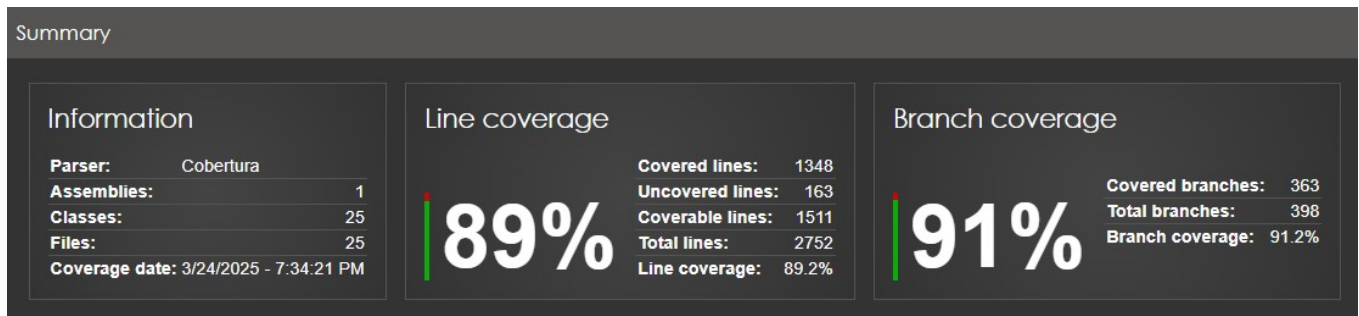 Summary
Information
Parser: Cobertura
Assemblies: 1
Classes: 25
Files: 25
Coverage date: 3/24/2025 - 7:34:21 PM
Line coverage
89%
Covered lines: 1348
Uncovered lines: 163
Coverable lines: 1511
Total lines: 2752
Line coverage: 89.2%
Branch coverage
91%
Covered branches: 363
Total branches: 398
Branch coverage: 91.2%